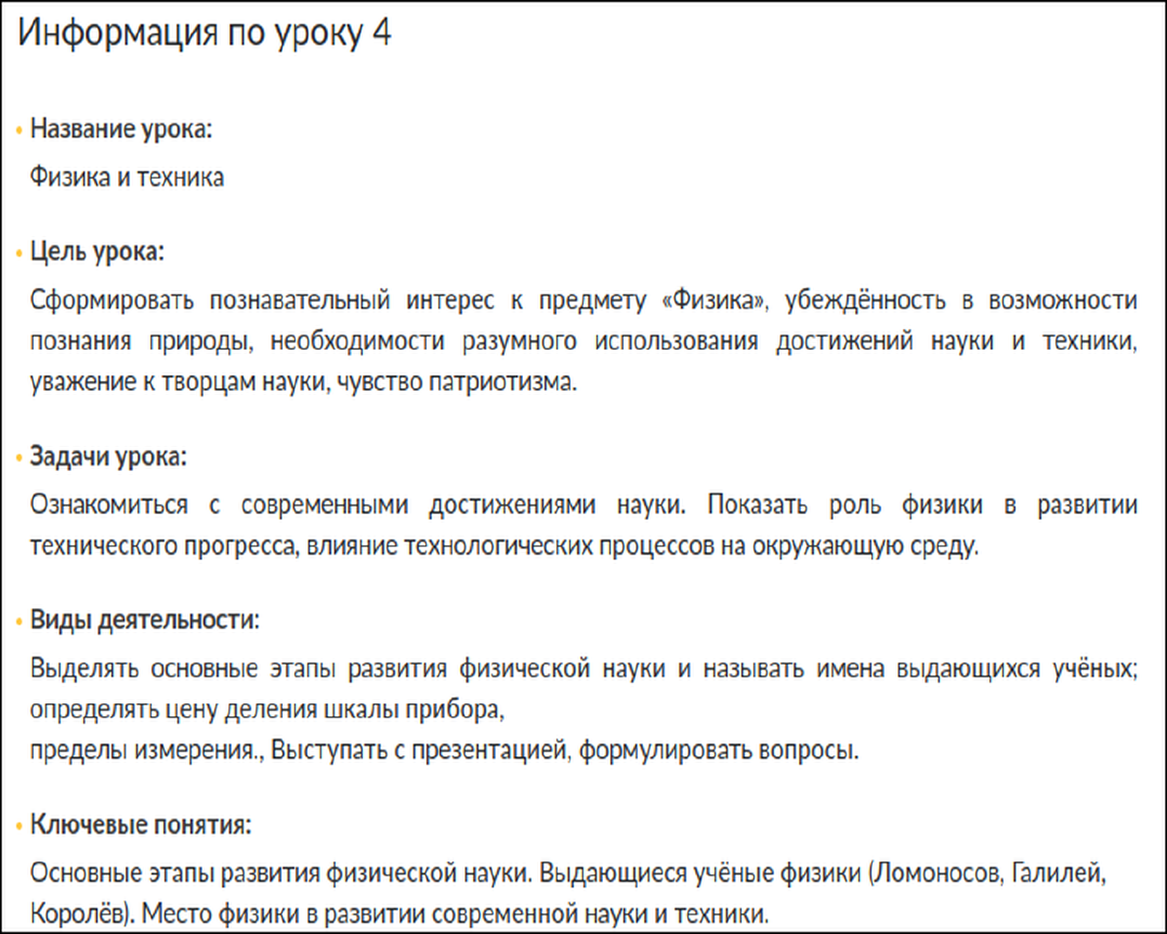 Информация по уроку 4
• Название урока:
Физика и техника
• Цель урока:
Сформировать познавательный интерес к предмету «Физика», убеждённость в возможности
познания природы, необходимости разумного использования достижений науки и техники,
уважение к творцам науки, чувство патриотизма.
• Задачи урока:
Ознакомиться с современными достижениями науки. Показать роль физики в развитии
технического прогресса, влияние технологических процессов на окружающую среду.
• Виды деятельности:
Выделять основные этапы развития физической науки и называть имена выдающихся учёных;
определять цену деления шкалы прибора,
пределы измерения., Выступать с презентацией, формулировать вопросы.
• Ключевые понятия:
Основные этапы развития физической науки. Выдающиеся учёные физики (Ломоносов, Галилей,
Королёв). Место физики в развитии современной науки и техники.